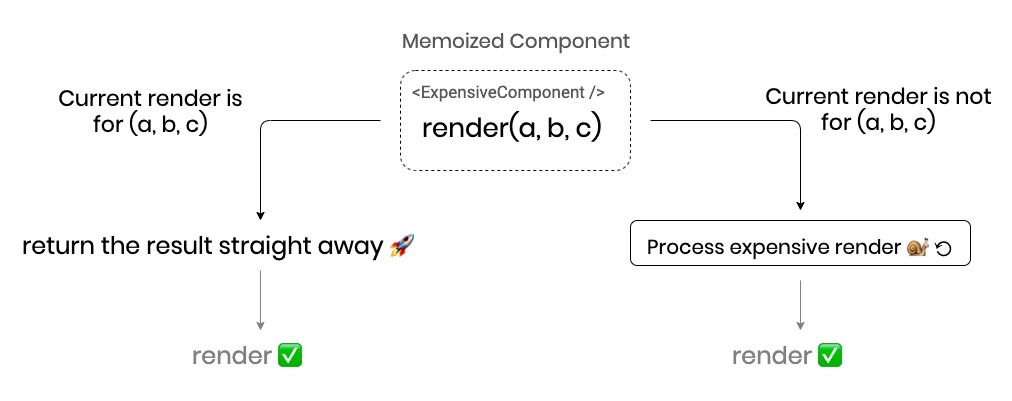 Memoized Component
<ExpensiveComponent />
render(a, b, c)
Current render is
for (a, b, c)
Current render is not
for (a, b, c)
return the result straight away 🚀
Process expensive render 🐌
render ✅
render ✅